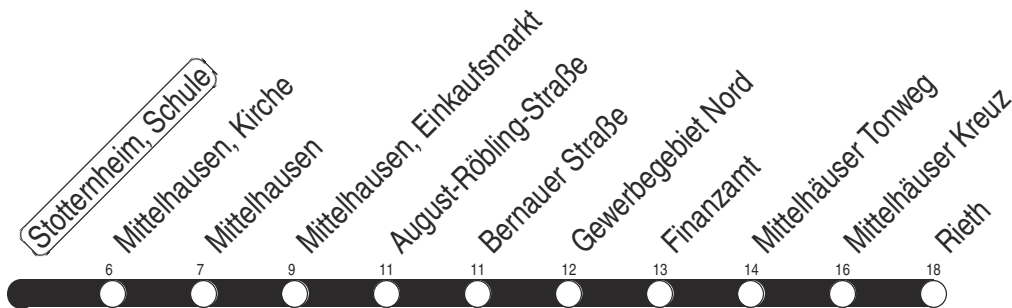 Stotternheim, Schule
Mittelhausen, Kirche
Mittelhausen
Mittelhausen, Einkaufsmarkt
August-Röbling-Straße
Bernauer Straße
Gewerbegebiet Nord
Finanzamt
Mittelhäuser Tonweg
Mittelhäuser Kreuz
Rieth
6 7 9 11 11 12 13 14 16 18